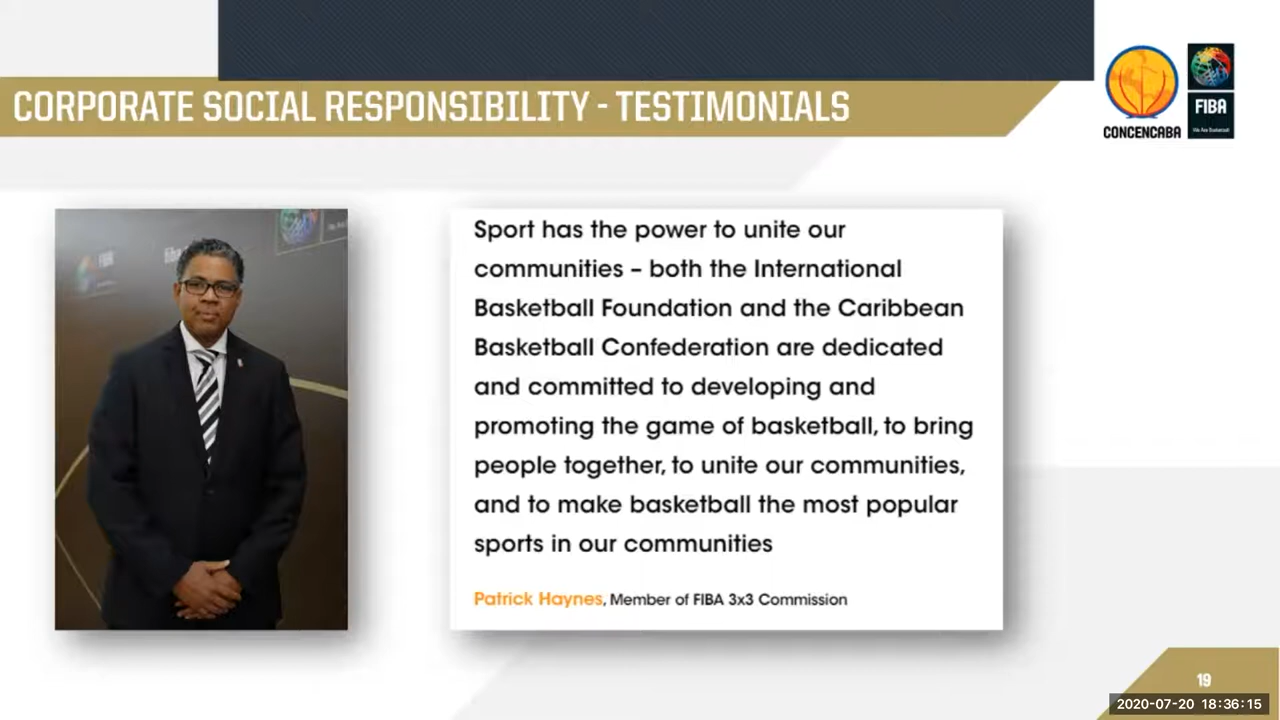 CORPORATE SOCIAL RESPONSIBILITY - TESTIMONIALS
CONCENCABA
FIBA
We Are Basketball
Sport has the power to unite our
communities – both the International
Basketball Foundation and the Caribbean
Basketball Confederation are dedicated
and committed to developing and
promoting the game of basketball, to bring
people together, to unite our communities,
and to make basketball the most popular
sports in our communities
Patrick Haynes, Member of FIBA 3x3 Commission
19
2020-07-20 18:36:15